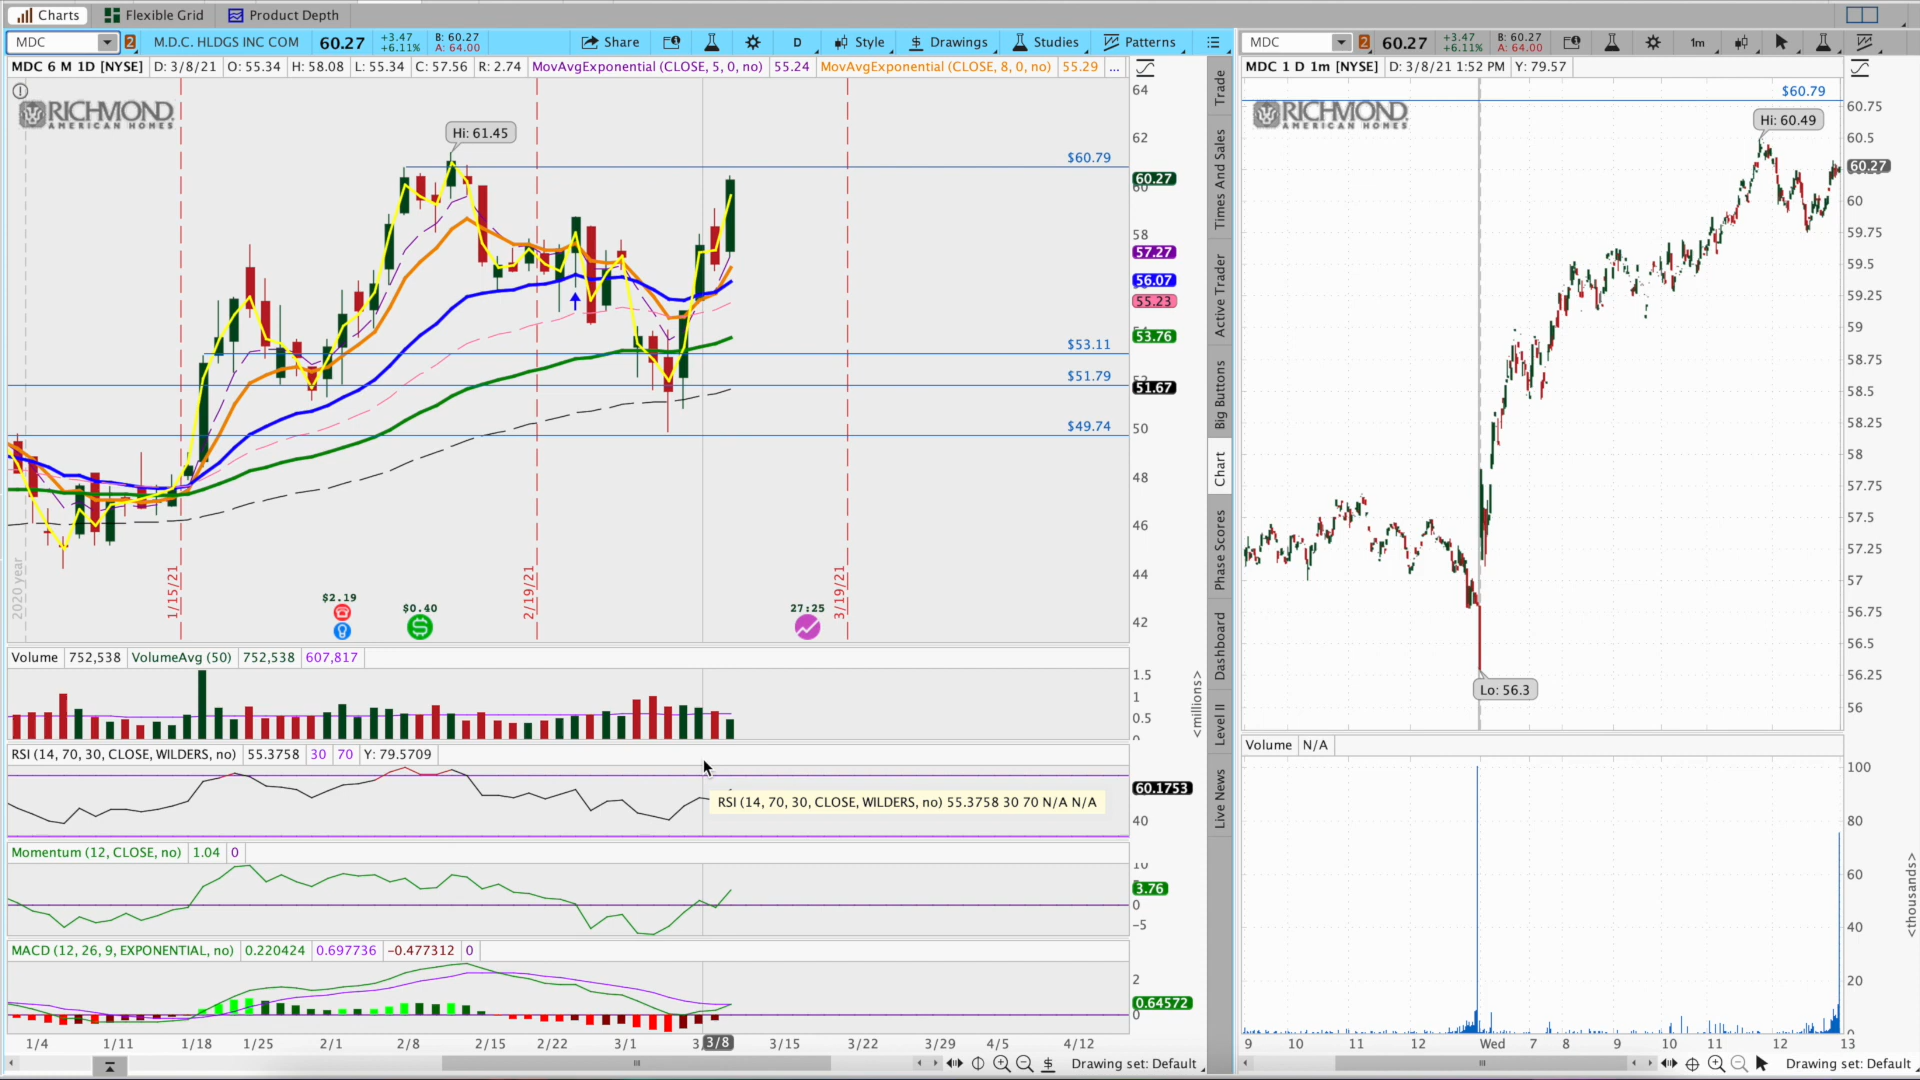 Charts Flexible Grid Product Depth
MDC 2 M.D.C. HLDGS INC COM 60.27 +3.47 +6.11% B: 60.27 A: 64.00 Share D Style Drawings Studies Patterns
MDC 6 M 1D [NYSE] D: 3/8/21 O: 55.34 H: 58.08 L: 55.34 C: 57.56 R: 2.74 MovAvgExponential (CLOSE, 5, 0, no) 55.24 MovAvgExponential (CLOSE, 8, 0, no) 55.29 ...
RICHMOND
AMERICAN HOMES
Hi: 61.45
$60.79
$53.11
$51.79
$49.74
64
62
60.27
58
57.27
56.07
55.23
53.76
51.67
50
48
46
44
42
2020 year
1/15/21
2/19/21
3/19/21
$2.19
$0.40
27:25
Volume 752,538 VolumeAvg (50) 752,538 607,817
1.5
1
0.5
<millions>
RSI (14, 70, 30, CLOSE, WILDERS, no) 55.3758 30 70 Y: 79.5709
60.1753
RSI (14, 70, 30, CLOSE, WILDERS, no) 55.3758 30 70 N/A N/A
40
Momentum (12, CLOSE, no) 1.04 0
10
3.76
0
-5
MACD (12, 26, 9, EXPONENTIAL, no) 0.220424 0.697736 -0.477312 0
2
0.64572
0
1/4 1/11 1/18 1/25 2/1 2/8 2/15 2/22 3/1 3/8 3/15 3/22 3/29 4/5 4/12
Drawing set: Default
Trade
Times And Sales
Active Trader
Big Buttons
Chart
Phase Scores
Dashboard
Level II
Live News
MDC 2 60.27 +3.47 +6.11% B: 60.27 A: 64.00 1m
MDC 1 D 1m [NYSE] D: 3/8/21 1:52 PM Y: 79.57
RICHMOND
AMERICAN HOMES
$60.79
Hi: 60.49
Lo: 56.3
60.75
60.5
60.27
60
59.75
59.5
59.25
59
58.75
58.5
58.25
58
57.75
57.5
57.25
57
56.75
56.5
56.25
56
Volume N/A
100
80
60
40
20
0
<thousands>
9 10 11 12 Wed 7 8 9 10 11 12 13
Drawing set: Default